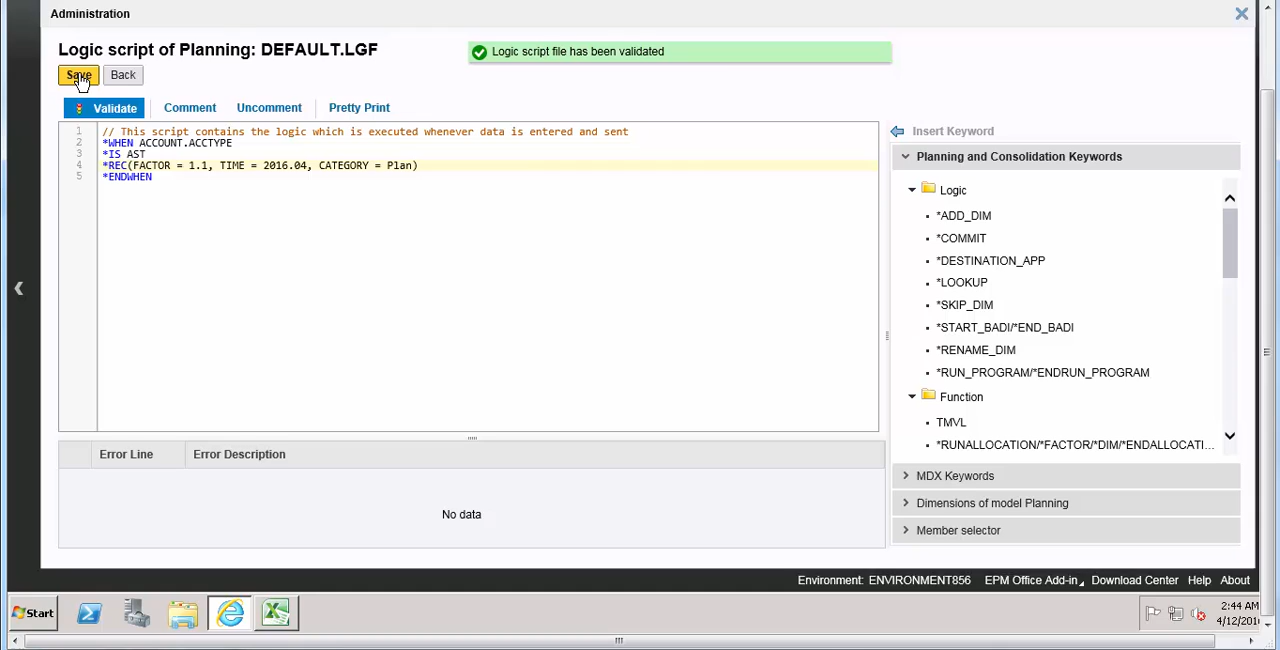 Administration
Logic script of Planning: DEFAULT.LGF
Logic script file has been validated
Save
Back
Validate
Comment
Uncomment
Pretty Print
1 // This script contains the logic which is executed whenever data is entered and sent
2 *WHEN ACCOUNT.ACCTYPE
3 *IS AST
4 *REC(FACTOR = 1.1, TIME = 2016.04, CATEGORY = Plan)
5 *ENDWHEN
Insert Keyword
Planning and Consolidation Keywords
Logic
*ADD_DIM
*COMMIT
*DESTINATION_APP
*LOOKUP
*SKIP_DIM
*START_BADI/*END_BADI
*RENAME_DIM
*RUN_PROGRAM/*ENDRUN_PROGRAM
Function
TMVL
*RUNALLOCATION/*FACTOR/*DIM/*ENDALLOCATI...
MDX Keywords
Dimensions of model Planning
Member selector
Error Line
Error Description
No data
Environment: ENVIRONMENT856
EPM Office Add-in
Download Center
Help
About
Start
2:44 AM
4/12/201